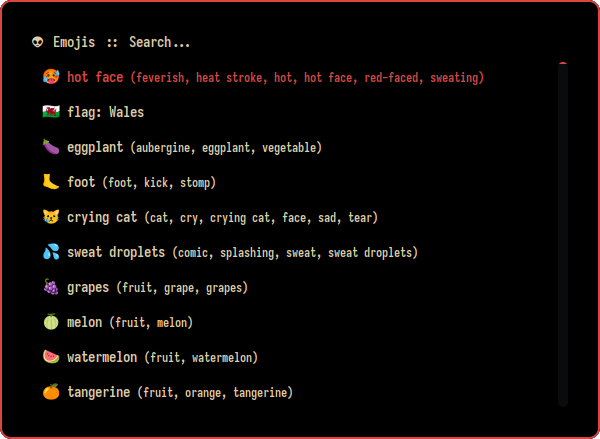 👽 Emojis :: Search...
🥵 hot face (feverish, heat stroke, hot, hot face, red-faced, sweating)
🏴󠁧󠁢󠁷󠁬󠁳󠁿 flag: Wales
🍆 eggplant (aubergine, eggplant, vegetable)
🦶 foot (foot, kick, stomp)
😿 crying cat (cat, cry, crying cat, face, sad, tear)
💦 sweat droplets (comic, splashing, sweat, sweat droplets)
🍇 grapes (fruit, grape, grapes)
🍈 melon (fruit, melon)
🍉 watermelon (fruit, watermelon)
🍊 tangerine (fruit, orange, tangerine)